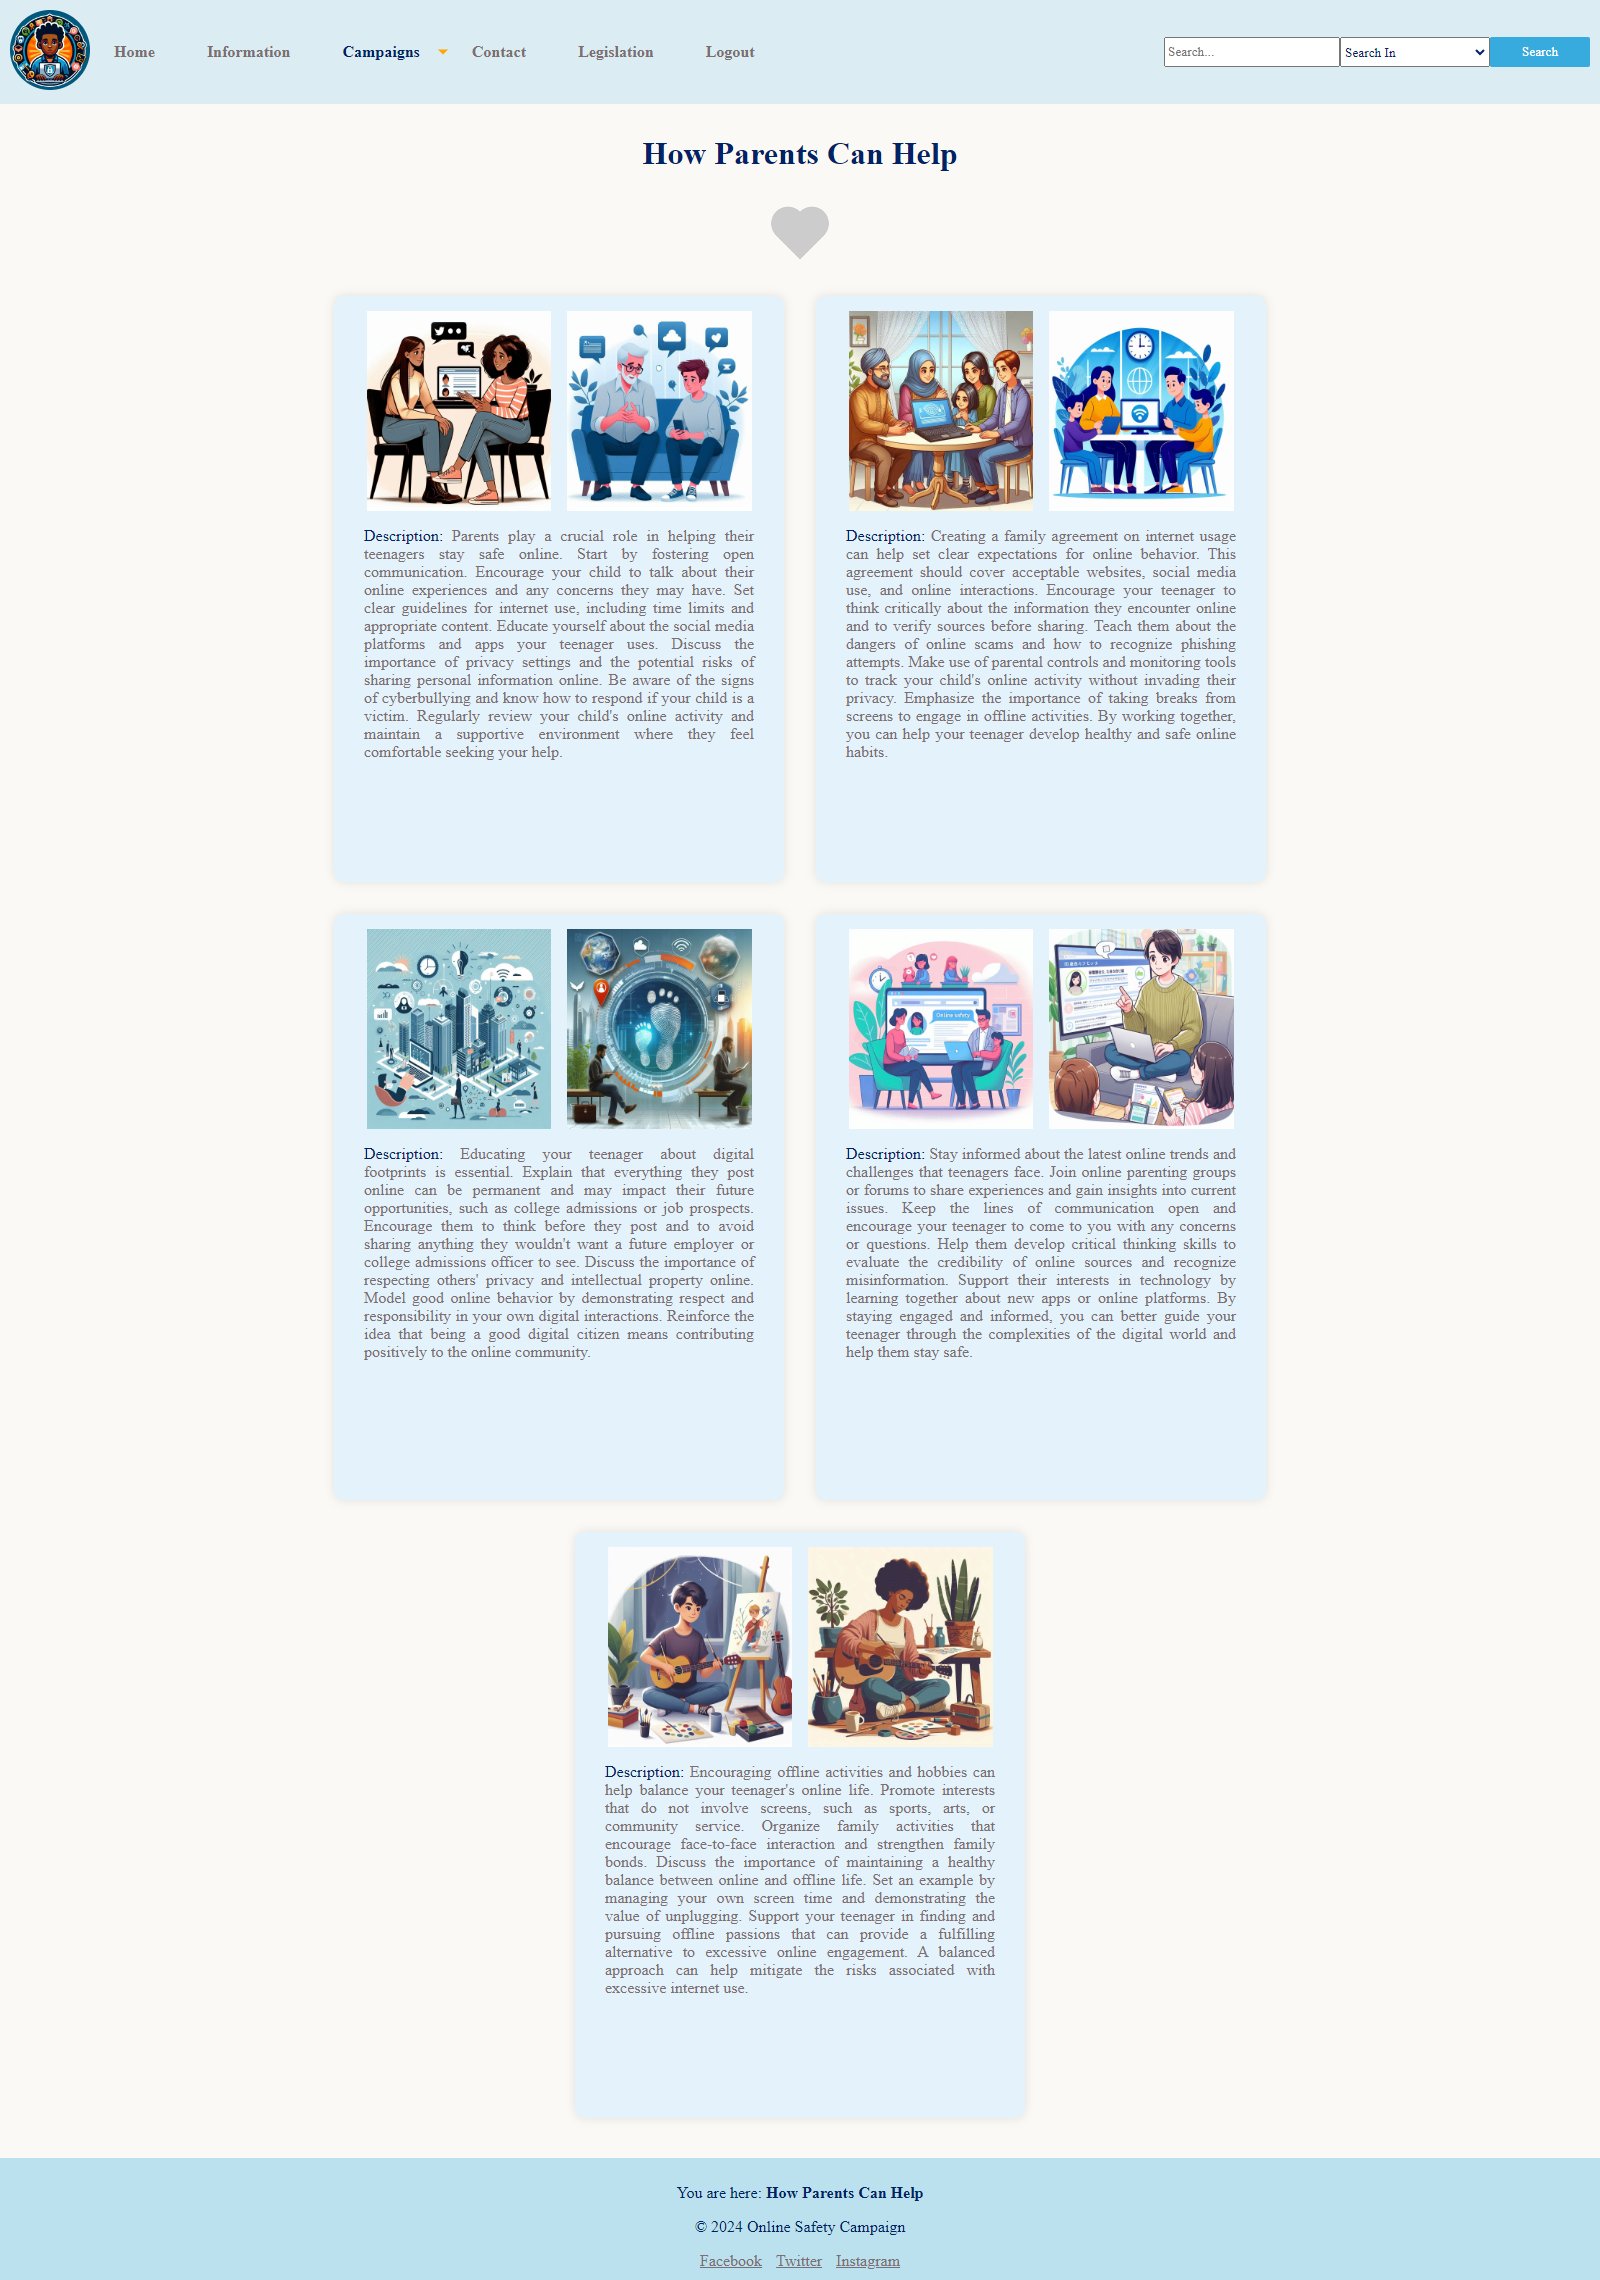 Home Information Campaigns Contact Legislation Logout Search... Search In Search
How Parents Can Help
Description: Parents play a crucial role in helping their
teenagers stay safe online. Start by fostering open
communication. Encourage your child to talk about their
online experiences and any concerns they may have. Set
clear guidelines for internet use, including time limits and
appropriate content. Educate yourself about the social media
platforms and apps your teenager uses. Discuss the
importance of privacy settings and the potential risks of
sharing personal information online. Be aware of the signs
of cyberbullying and know how to respond if your child is a
victim. Regularly review your child's online activity and
maintain a supportive environment where they feel
comfortable seeking your help.
Description: Creating a family agreement on internet usage
can help set clear expectations for online behavior. This
agreement should cover acceptable websites, social media
use, and online interactions. Encourage your teenager to
think critically about the information they encounter online
and to verify sources before sharing. Teach them about the
dangers of online scams and how to recognize phishing
attempts. Make use of parental controls and monitoring tools
to track your child's online activity without invading their
privacy. Emphasize the importance of taking breaks from
screens to engage in offline activities. By working together,
you can help your teenager develop healthy and safe online
habits.
Online safety
Description: Educating your teenager about digital
footprints is essential. Explain that everything they post
online can be permanent and may impact their future
opportunities, such as college admissions or job prospects.
Encourage them to think before they post and to avoid
sharing anything they wouldn't want a future employer or
college admissions officer to see. Discuss the importance of
respecting others' privacy and intellectual property online.
Model good online behavior by demonstrating respect and
responsibility in your own digital interactions. Reinforce the
idea that being a good digital citizen means contributing
positively to the online community.
Description: Stay informed about the latest online trends and
challenges that teenagers face. Join online parenting groups
or forums to share experiences and gain insights into current
issues. Keep the lines of communication open and
encourage your teenager to come to you with any concerns
or questions. Help them develop critical thinking skills to
evaluate the credibility of online sources and recognize
misinformation. Support their interests in technology by
learning together about new apps or online platforms. By
staying engaged and informed, you can better guide your
teenager through the complexities of the digital world and
help them stay safe.
Description: Encouraging offline activities and hobbies can
help balance your teenager's online life. Promote interests
that do not involve screens, such as sports, arts, or
community service. Organize family activities that
encourage face-to-face interaction and strengthen family
bonds. Discuss the importance of maintaining a healthy
balance between online and offline life. Set an example by
managing your own screen time and demonstrating the
value of unplugging. Support your teenager in finding and
pursuing offline passions that can provide a fulfilling
alternative to excessive online engagement. A balanced
approach can help mitigate the risks associated with
excessive internet use.
You are here: How Parents Can Help
© 2024 Online Safety Campaign
Facebook Twitter Instagram